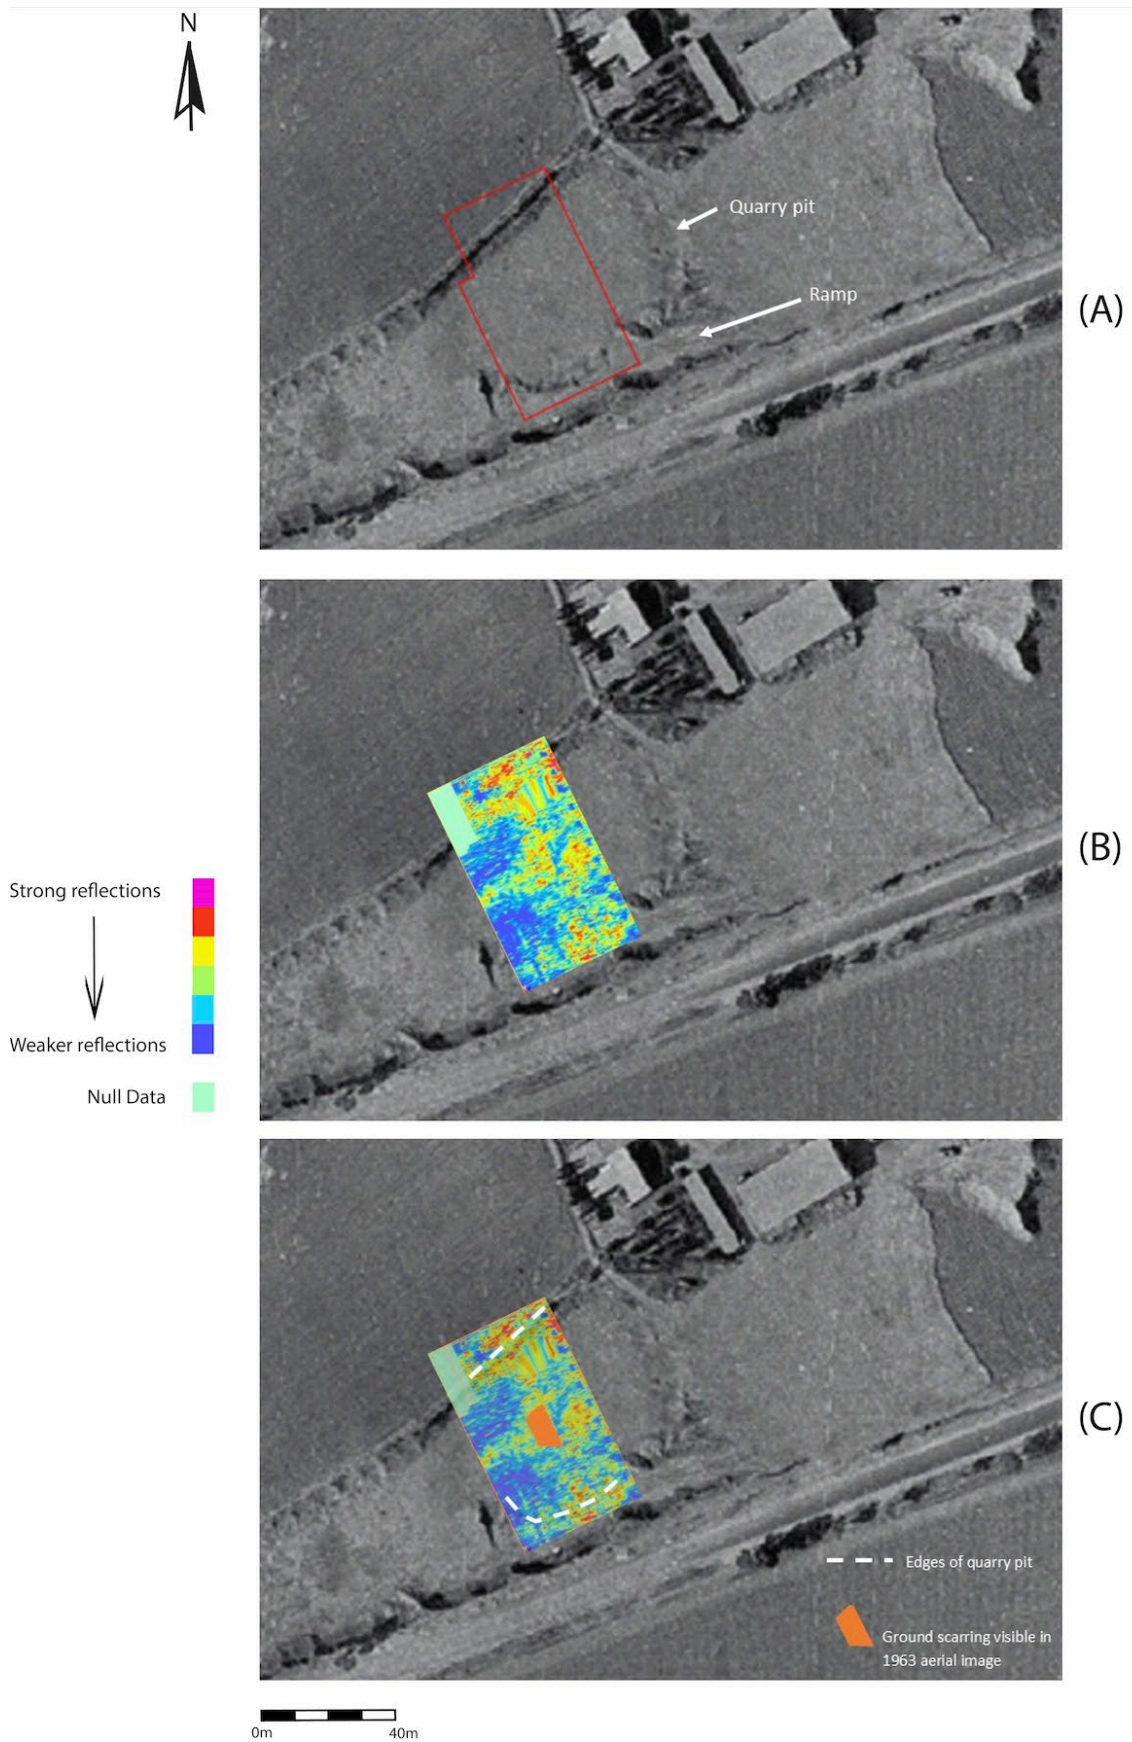 N
Quarry pit
Ramp
(A)
(B)
Strong reflections
Weaker reflections
Null Data
(C)
Edges of quarry pit
Ground scarring visible in
1963 aerial image
0m 40m